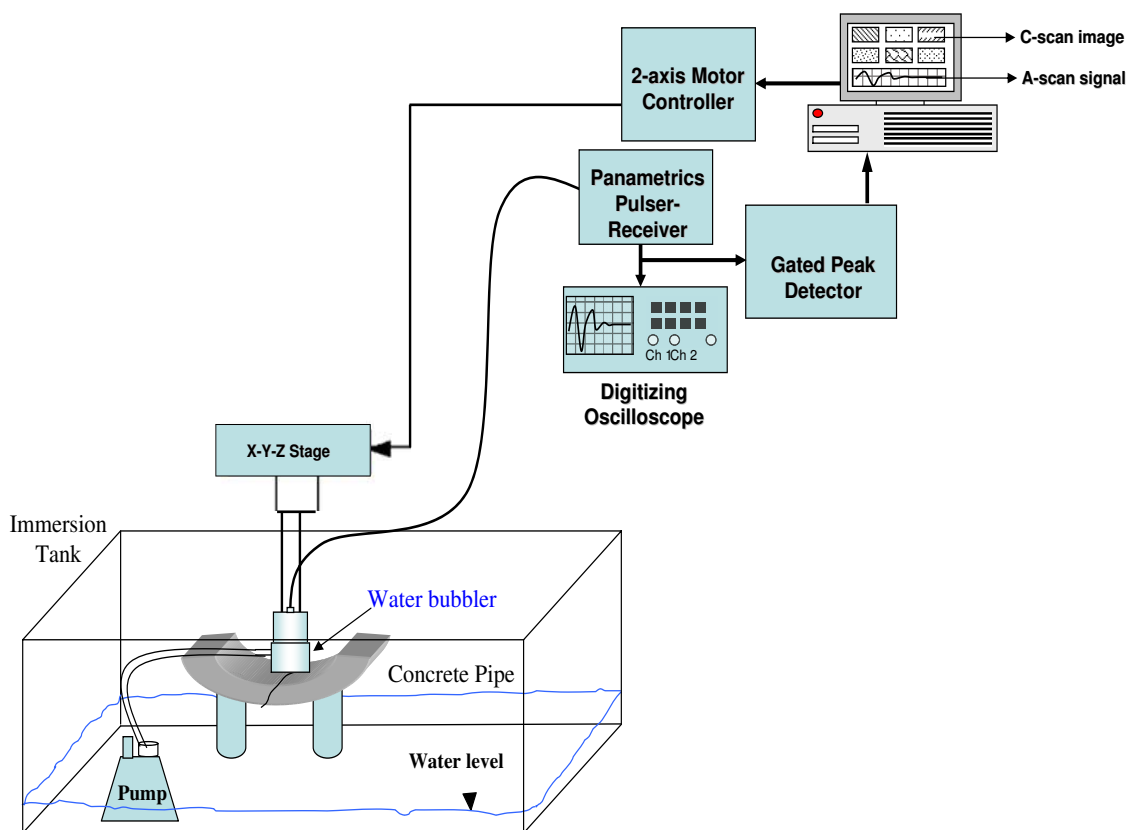 C-scan image
A-scan signal
2-axis Motor
Controller
Panametrics
Pulser-
Receiver
Gated Peak
Detector
Ch 1Ch 2
Digitizing
Oscilloscope
X-Y-Z Stage
Immersion
Tank
Water bubbler
Concrete Pipe
Water level
Pump